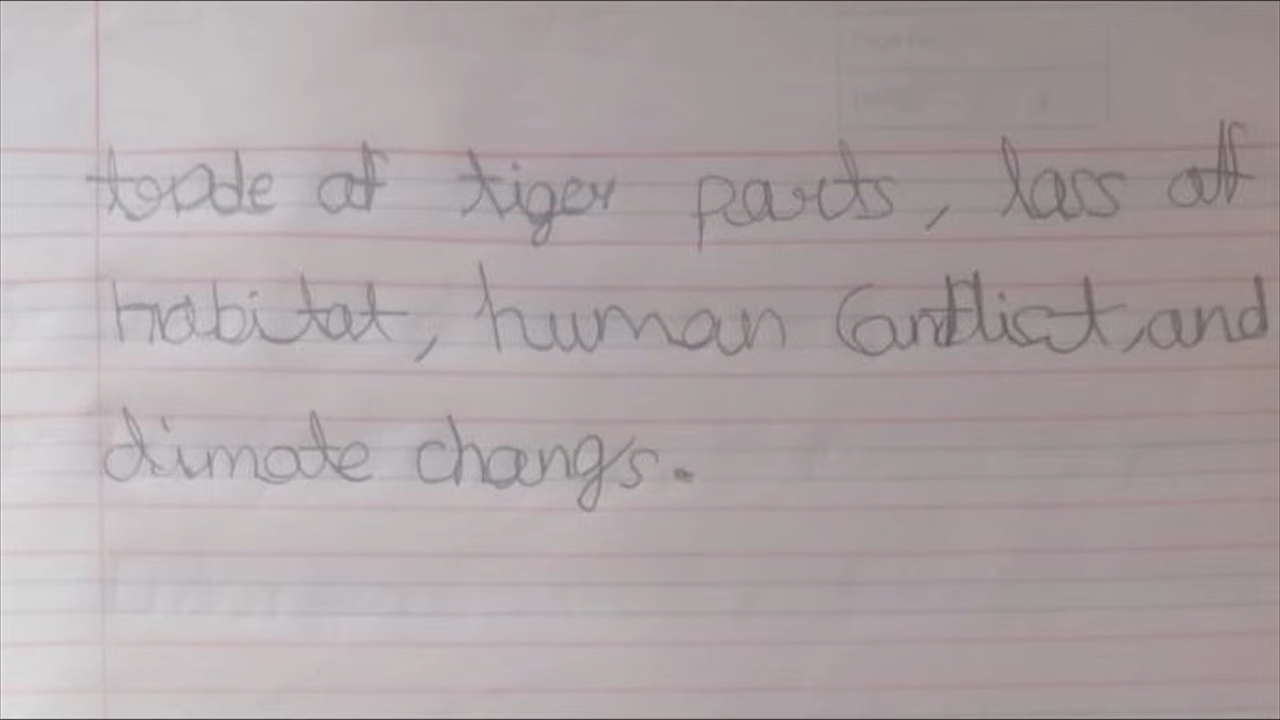 trade of tiger parts, loss of
habitat, human Conflict, and
climate changs.